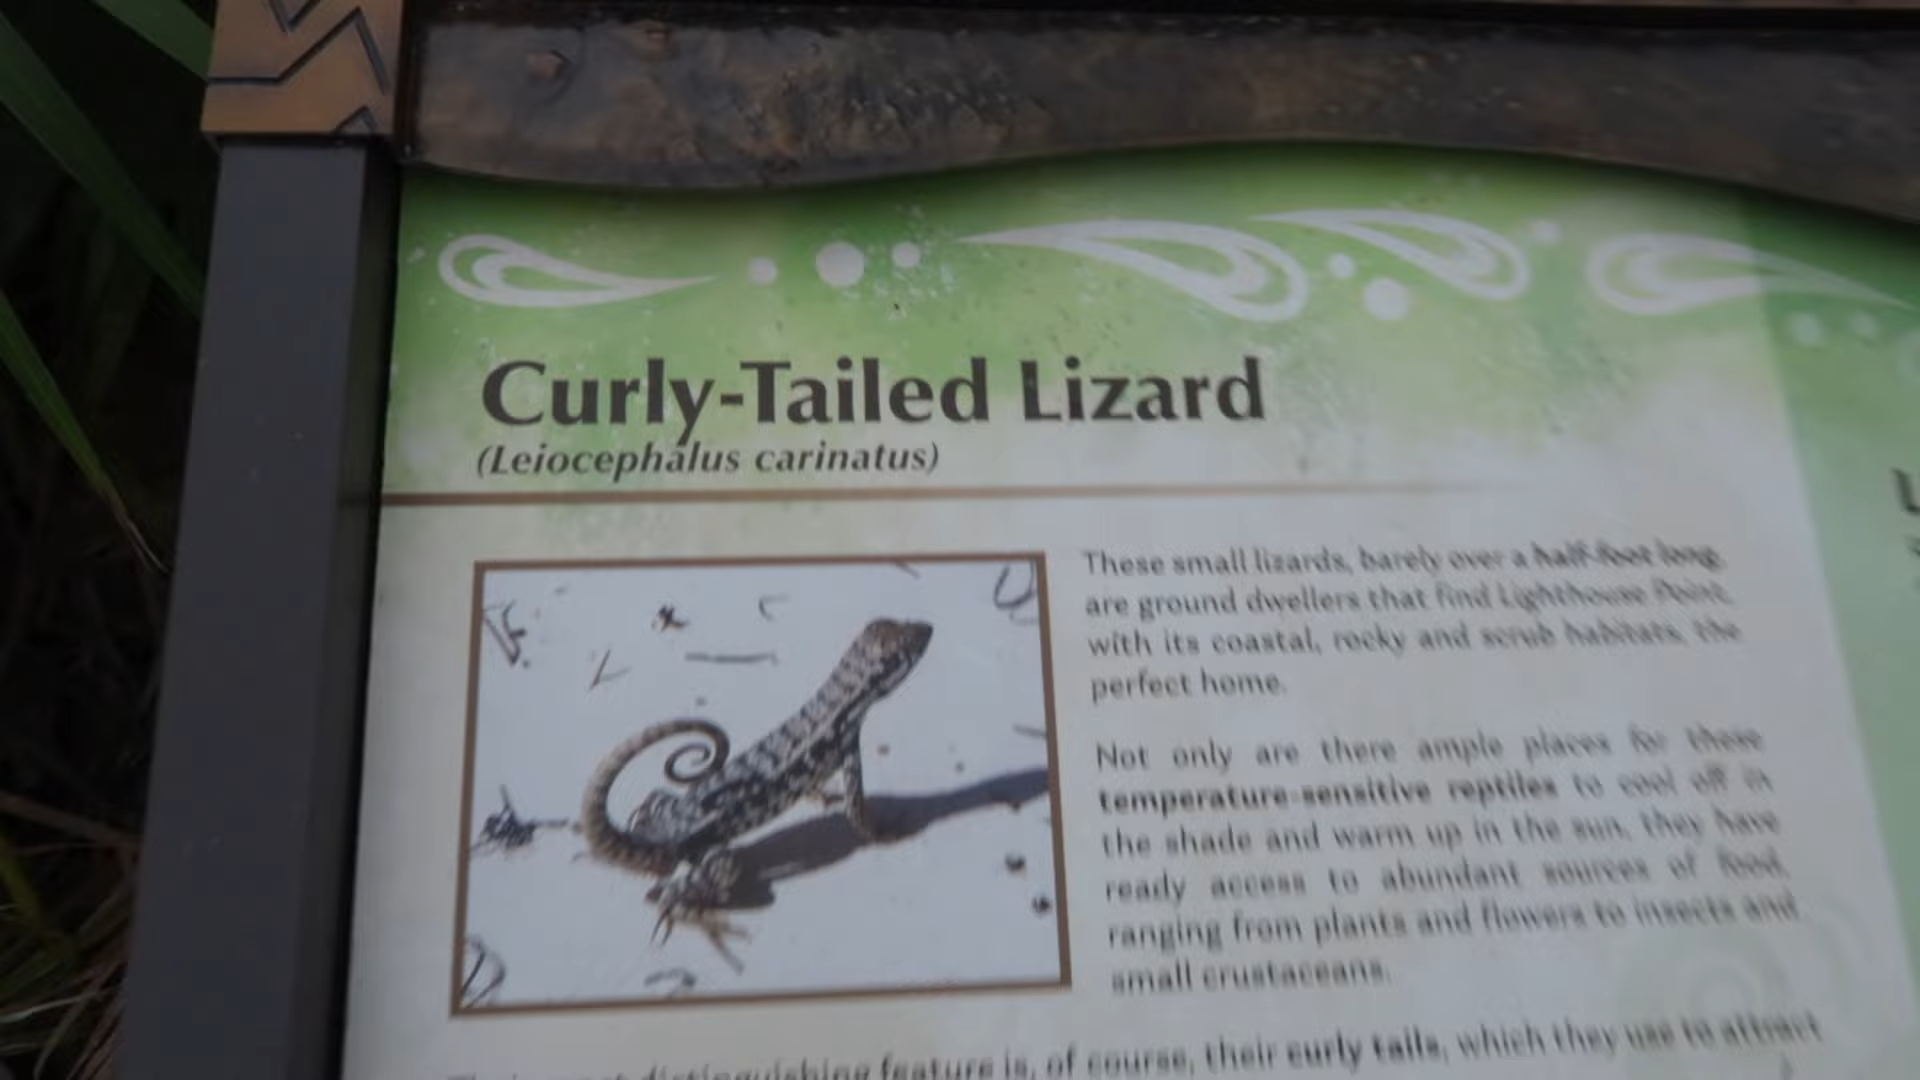 Curly-Tailed Lizard
(Leiocephalus carinatus)
These small lizards, barely over a half-foot long,
are ground dwellers that find Lighthouse Point,
with its coastal, rocky and scrub habitats, the
perfect home.
Not only are there ample places for these
temperature-sensitive reptiles to cool off in
the shade and warm up in the sun, they have
ready access to abundant sources of food,
ranging from plants and flowers to insects and
small crustaceans.
distinguishing feature is, of course, their curly tails, which they use to attract